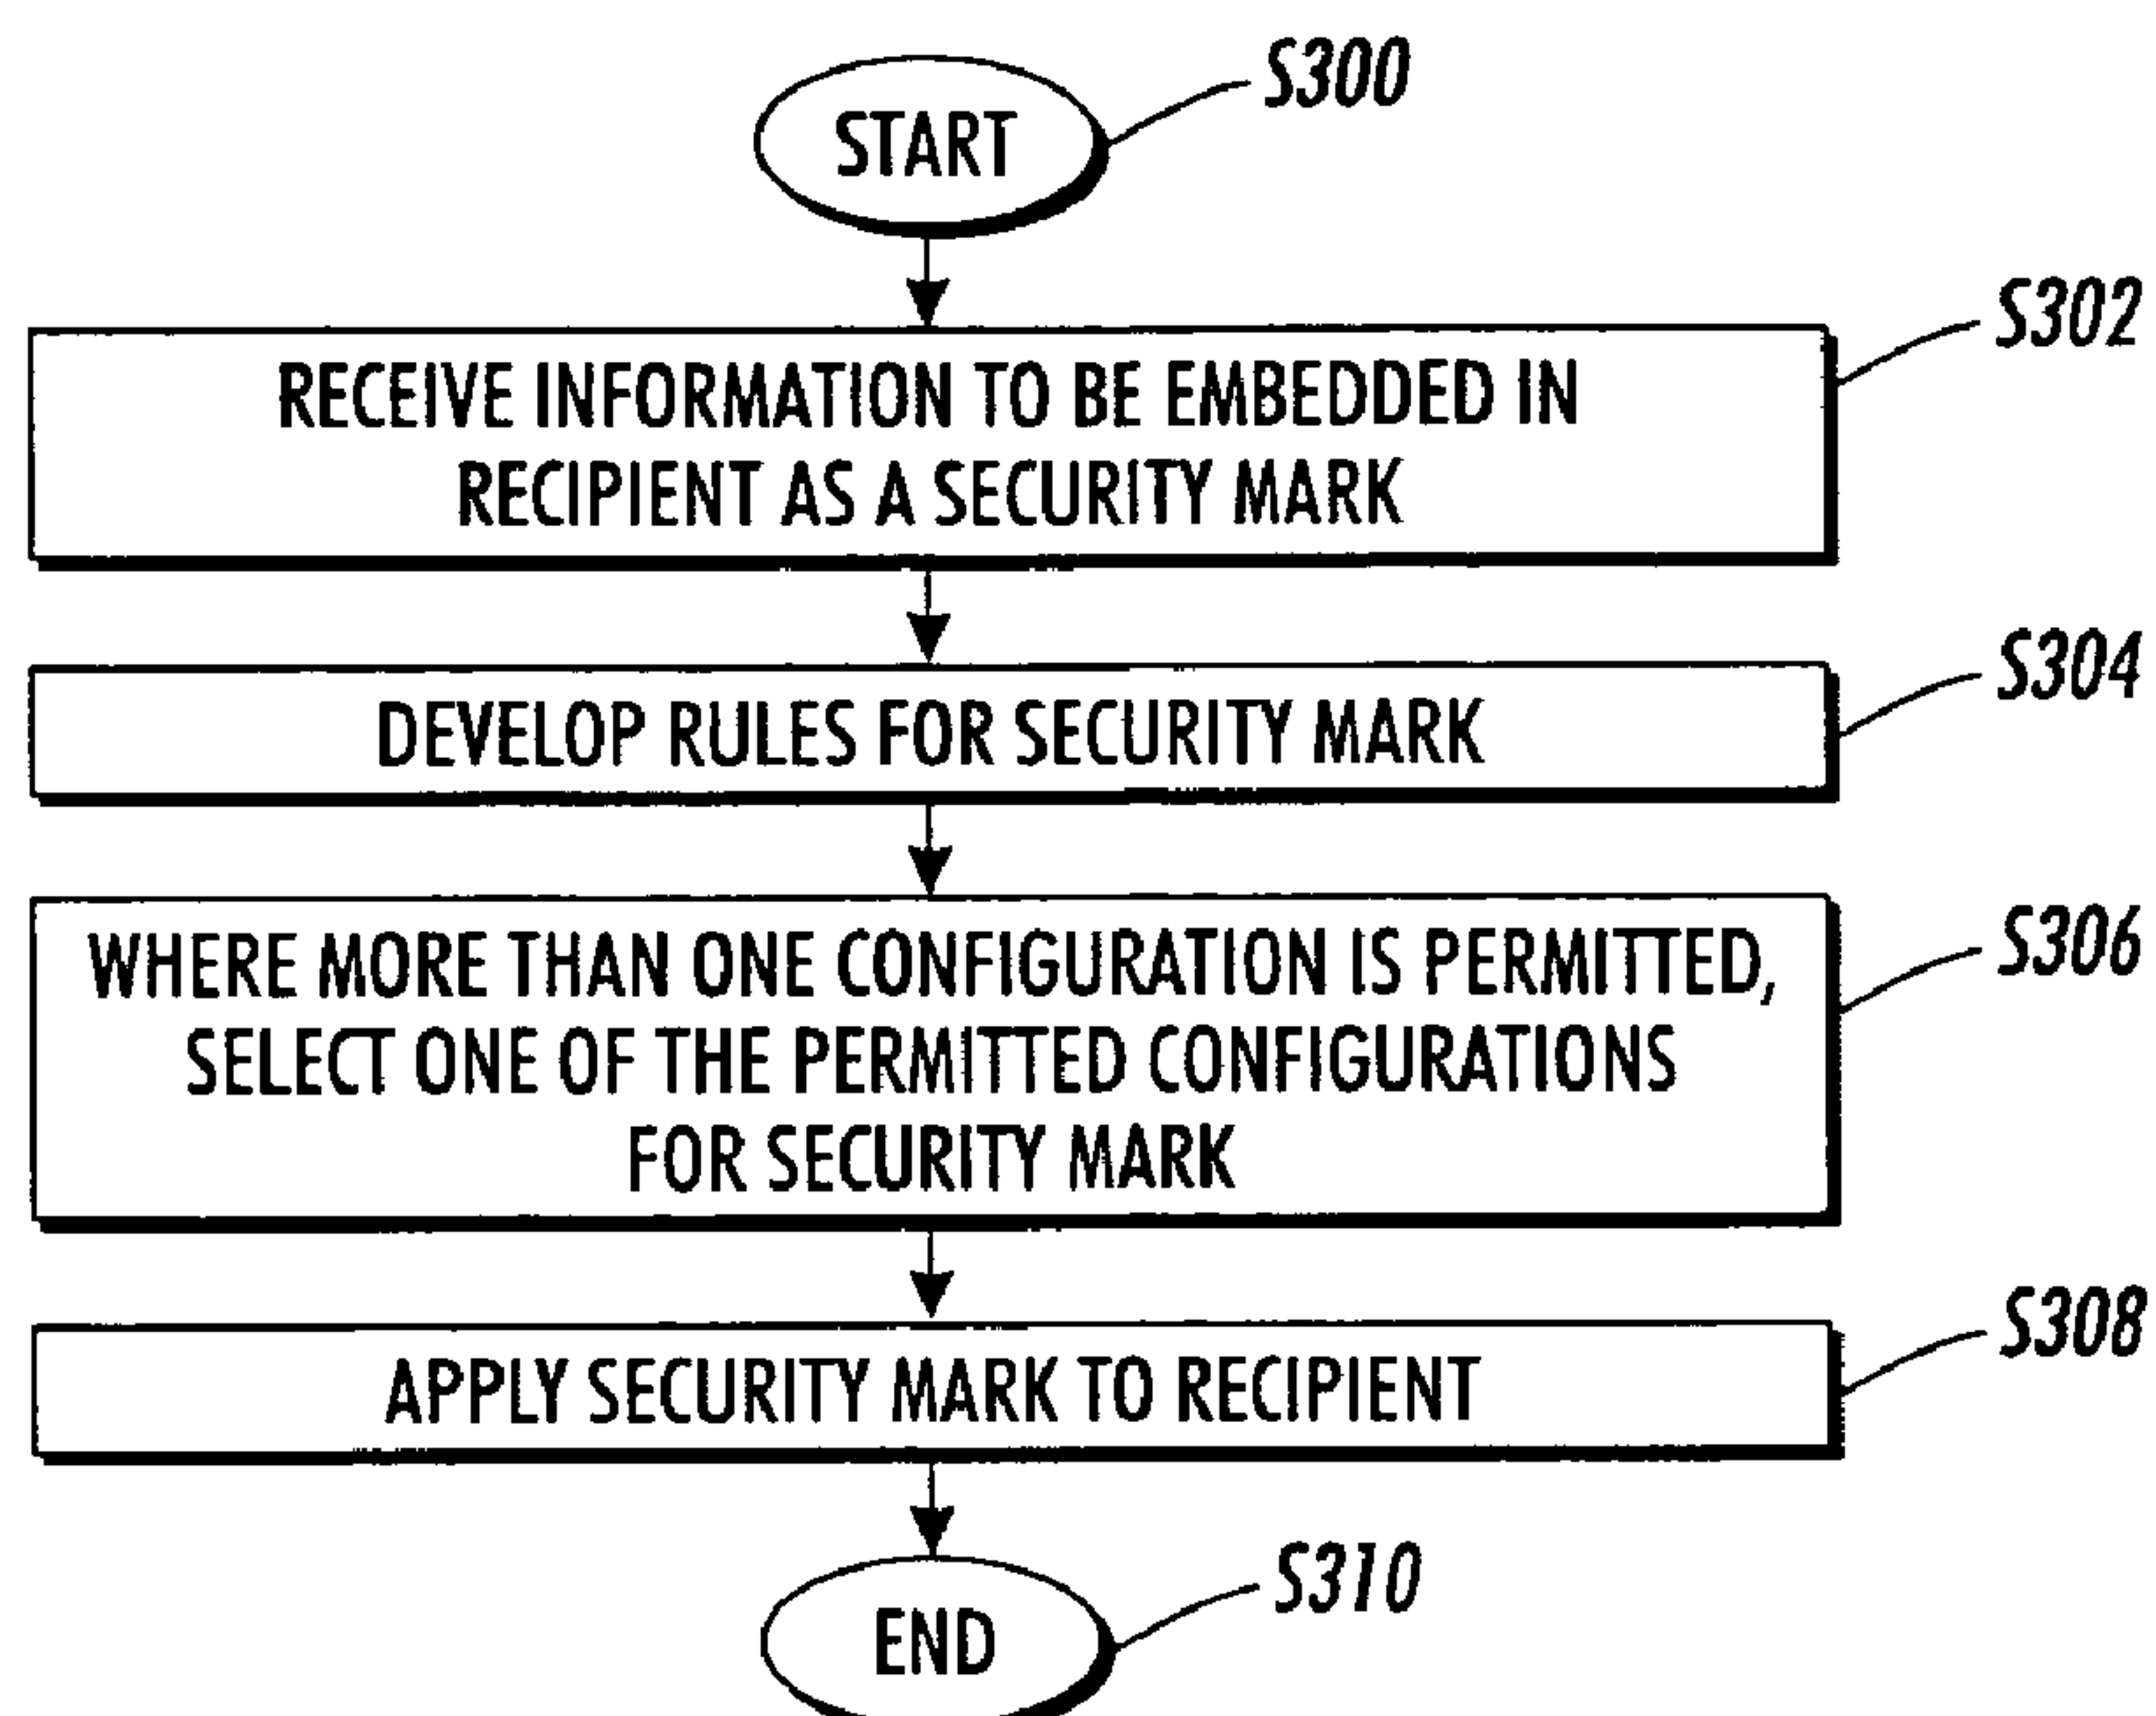 START
S300
RECEIVE INFORMATION TO BE EMBEDDED IN
RECIPIENT AS A SECURITY MARK
S302
DEVELOP RULES FOR SECURITY MARK
S304
WHERE MORE THAN ONE CONFIGURATION IS PERMITTED,
SELECT ONE OF THE PERMITTED CONFIGURATIONS
FOR SECURITY MARK
S306
APPLY SECURITY MARK TO RECIPIENT
S308
END
S310